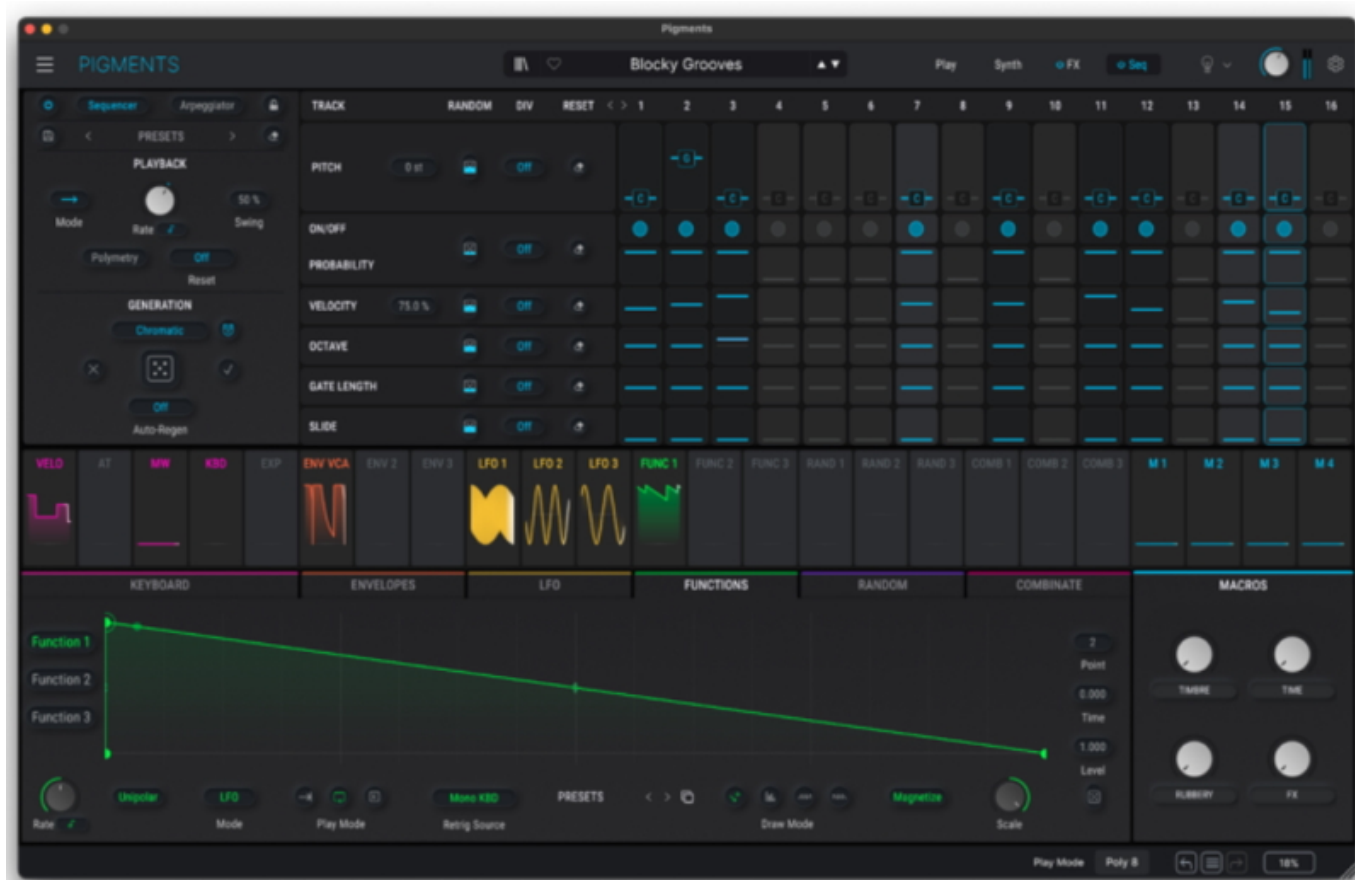 Pigments
PIGMENTS Blocky Grooves Play Synth FX Seq
Sequencer Arpeggiator TRACK RANDOM DIV RESET < > 1 2 3 4 5 6 7 8 9 10 11 12 13 14 15 16
< PRESETS >
PLAYBACK
PITCH 0 st Off G
50 % C C C C C C C C C C C C C C C
Mode Rate Swing
ON/OFF
Polymetry Off Off
PROBABILITY
Reset
GENERATION VELOCITY 75.0 % Off
Chromatic
OCTAVE Off
GATE LENGTH Off
Off
Auto-Regen SLIDE Off
VELO AT MW KBD EXP ENV VCA ENV 2 ENV 3 LFO 1 LFO 2 LFO 3 FUNC 1 FUNC 2 FUNC 3 RAND 1 RAND 2 RAND 3 COMB 1 COMB 2 COMB 3 M 1 M 2 M 3 M 4
KEYBOARD ENVELOPES LFO FUNCTIONS RANDOM COMBINATE MACROS
Function 1 2
Point
Function 2 0.000 TIMBRE TIME
Function 3 Time
1.000
Level
Unipolar LFO Mono KBD PRESETS < > Magnetize RUBBERY FX
Rate Mode Play Mode Retrig Source Draw Mode Scale
Play Mode Poly 8 18%